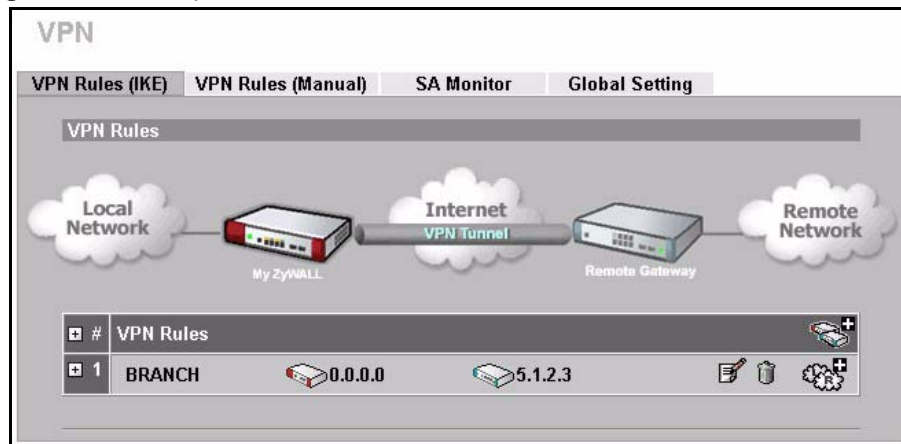 VPN
VPN Rules (IKE) VPN Rules (Manual) SA Monitor Global Setting
VPN Rules
Local Network
My ZyWALL
Internet
VPN Tunnel
Remote Gateway
Remote Network
# VPN Rules
1 BRANCH 0.0.0.0 5.1.2.3
R